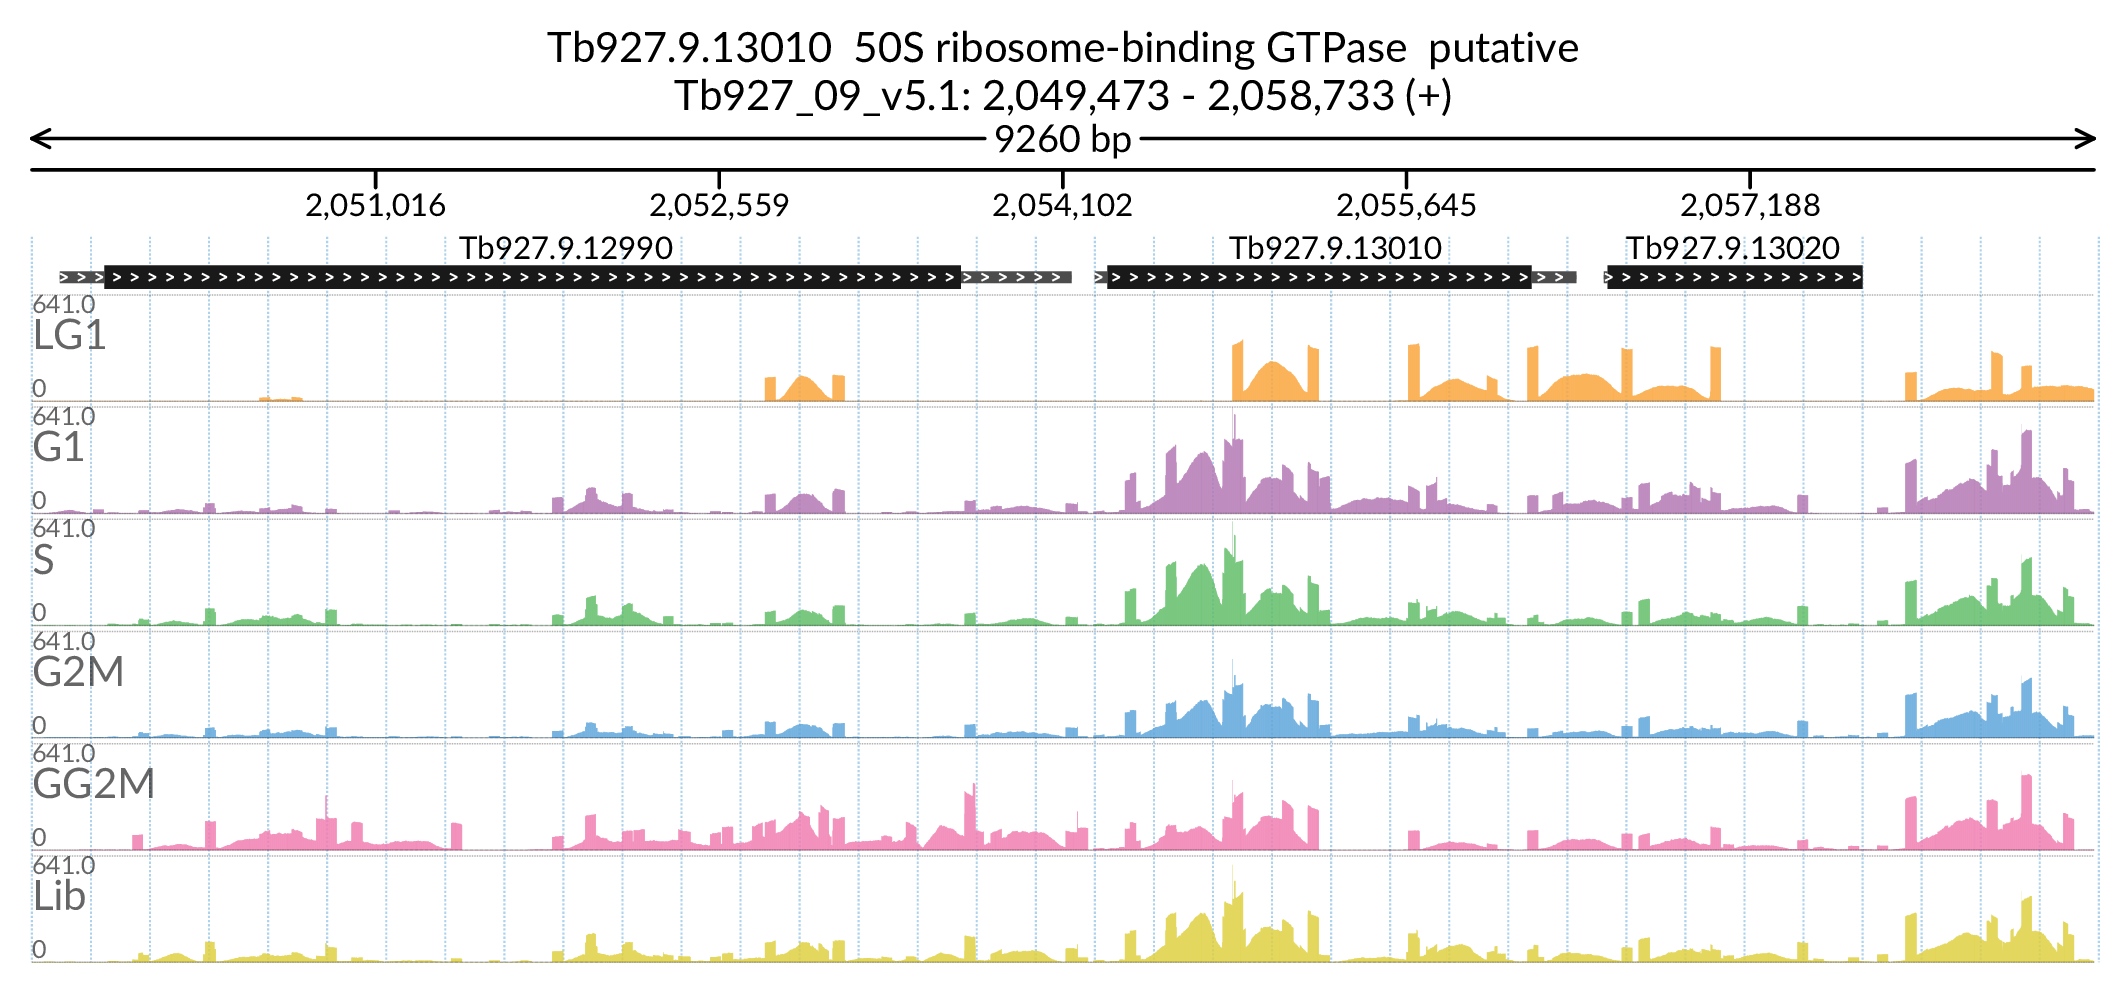 Tb927.9.13010  50S ribosome-binding GTPase  putative
Tb927_09_v5.1: 2,049,473 - 2,058,733 (+)
9260 bp
2,051,016 2,052,559 2,054,102 2,055,645 2,057,188
Tb927.9.12990 Tb927.9.13010 Tb927.9.13020
641.0
LG1
0
641.0
G1
0
641.0
S
0
641.0
G2M
0
641.0
GG2M
0
641.0
Lib
0